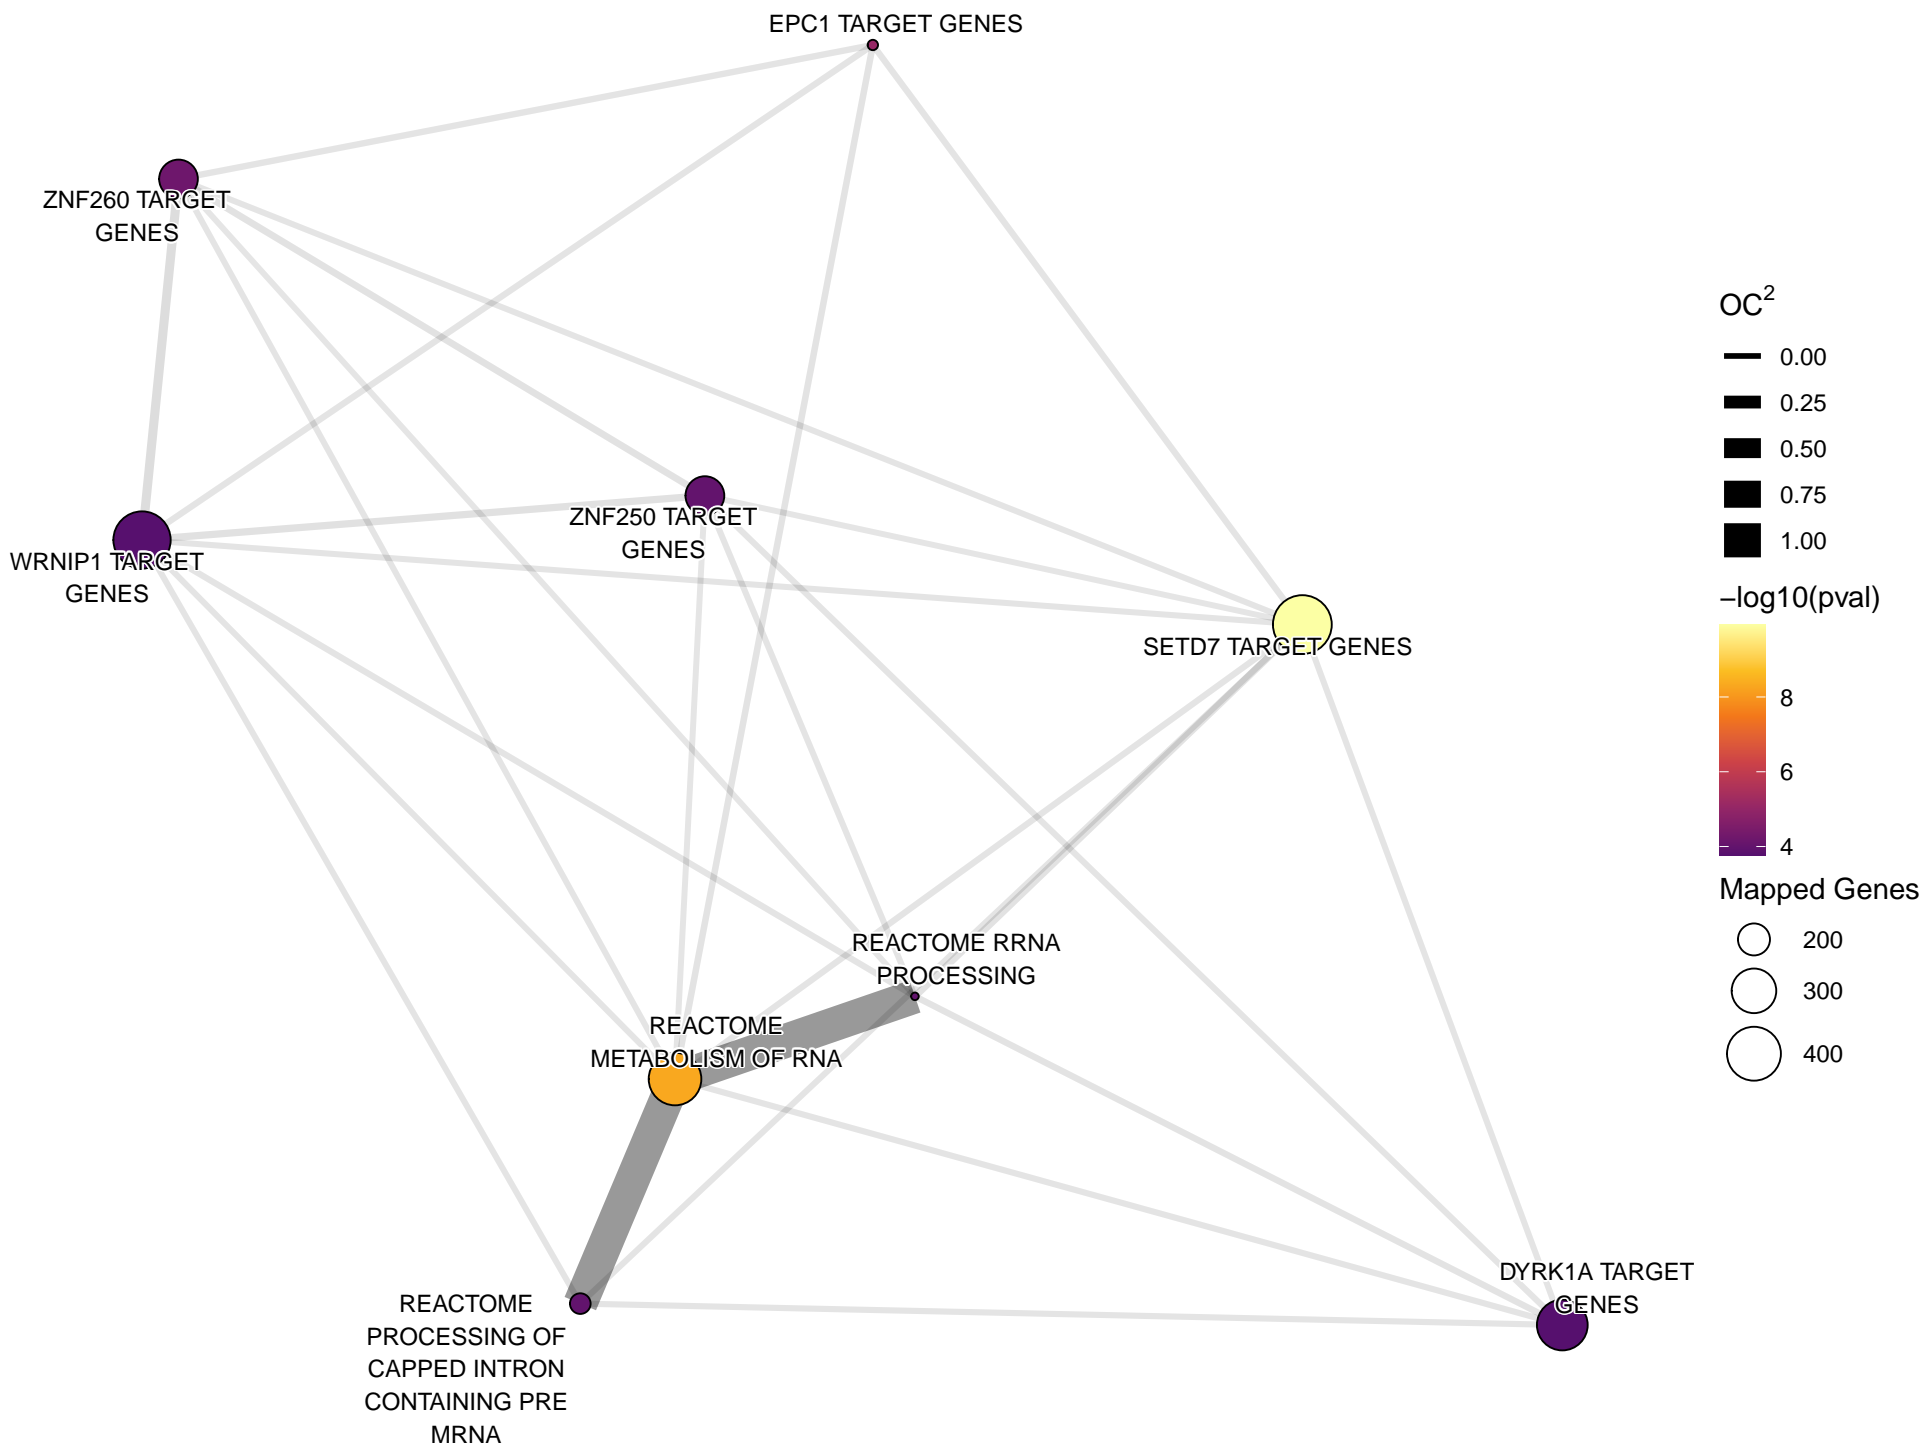 EPC1 TARGET GENES
ZNF260 TARGET
GENES
ZNF250 TARGET
GENES
WRNIP1 TARGET
GENES
SETD7 TARGET GENES
REACTOME RRNA
PROCESSING
REACTOME
METABOLISM OF RNA
DYRK1A TARGET
GENES
REACTOME
PROCESSING OF
CAPPED INTRON
CONTAINING PRE
MRNA
OC²
0.00
0.25
0.50
0.75
1.00
−log10(pval)
8
6
4
Mapped Genes
200
300
400